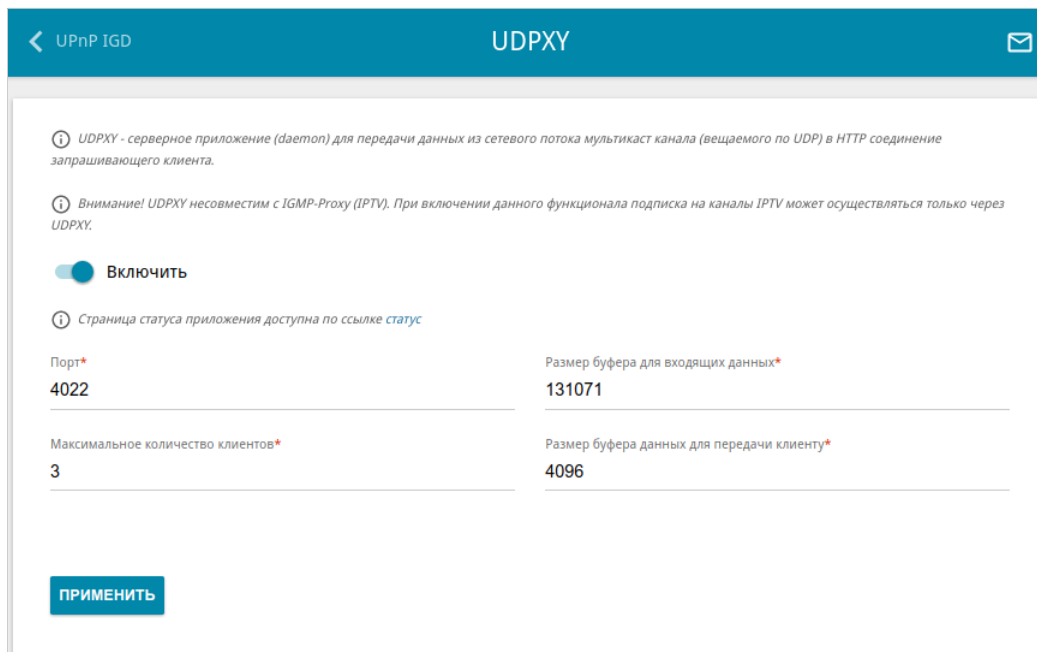 UPnP IGD
UDPXY
UDPXY - серверное приложение (daemon) для передачи данных из сетевого потока мультикаст канала (вещаемого по UDP) в HTTP соединение
запрашивающего клиента.
Внимание! UDPXY несовместим с IGMP-Proxy (IPTV). При включении данного функционала подписка на каналы IPTV может осуществляться только через
UDPXY.
Включить
Страница статуса приложения доступна по ссылке статус
Порт*
4022
Размер буфера для входящих данных*
131071
Максимальное количество клиентов*
3
Размер буфера данных для передачи клиенту*
4096
ПРИМЕНИТЬ